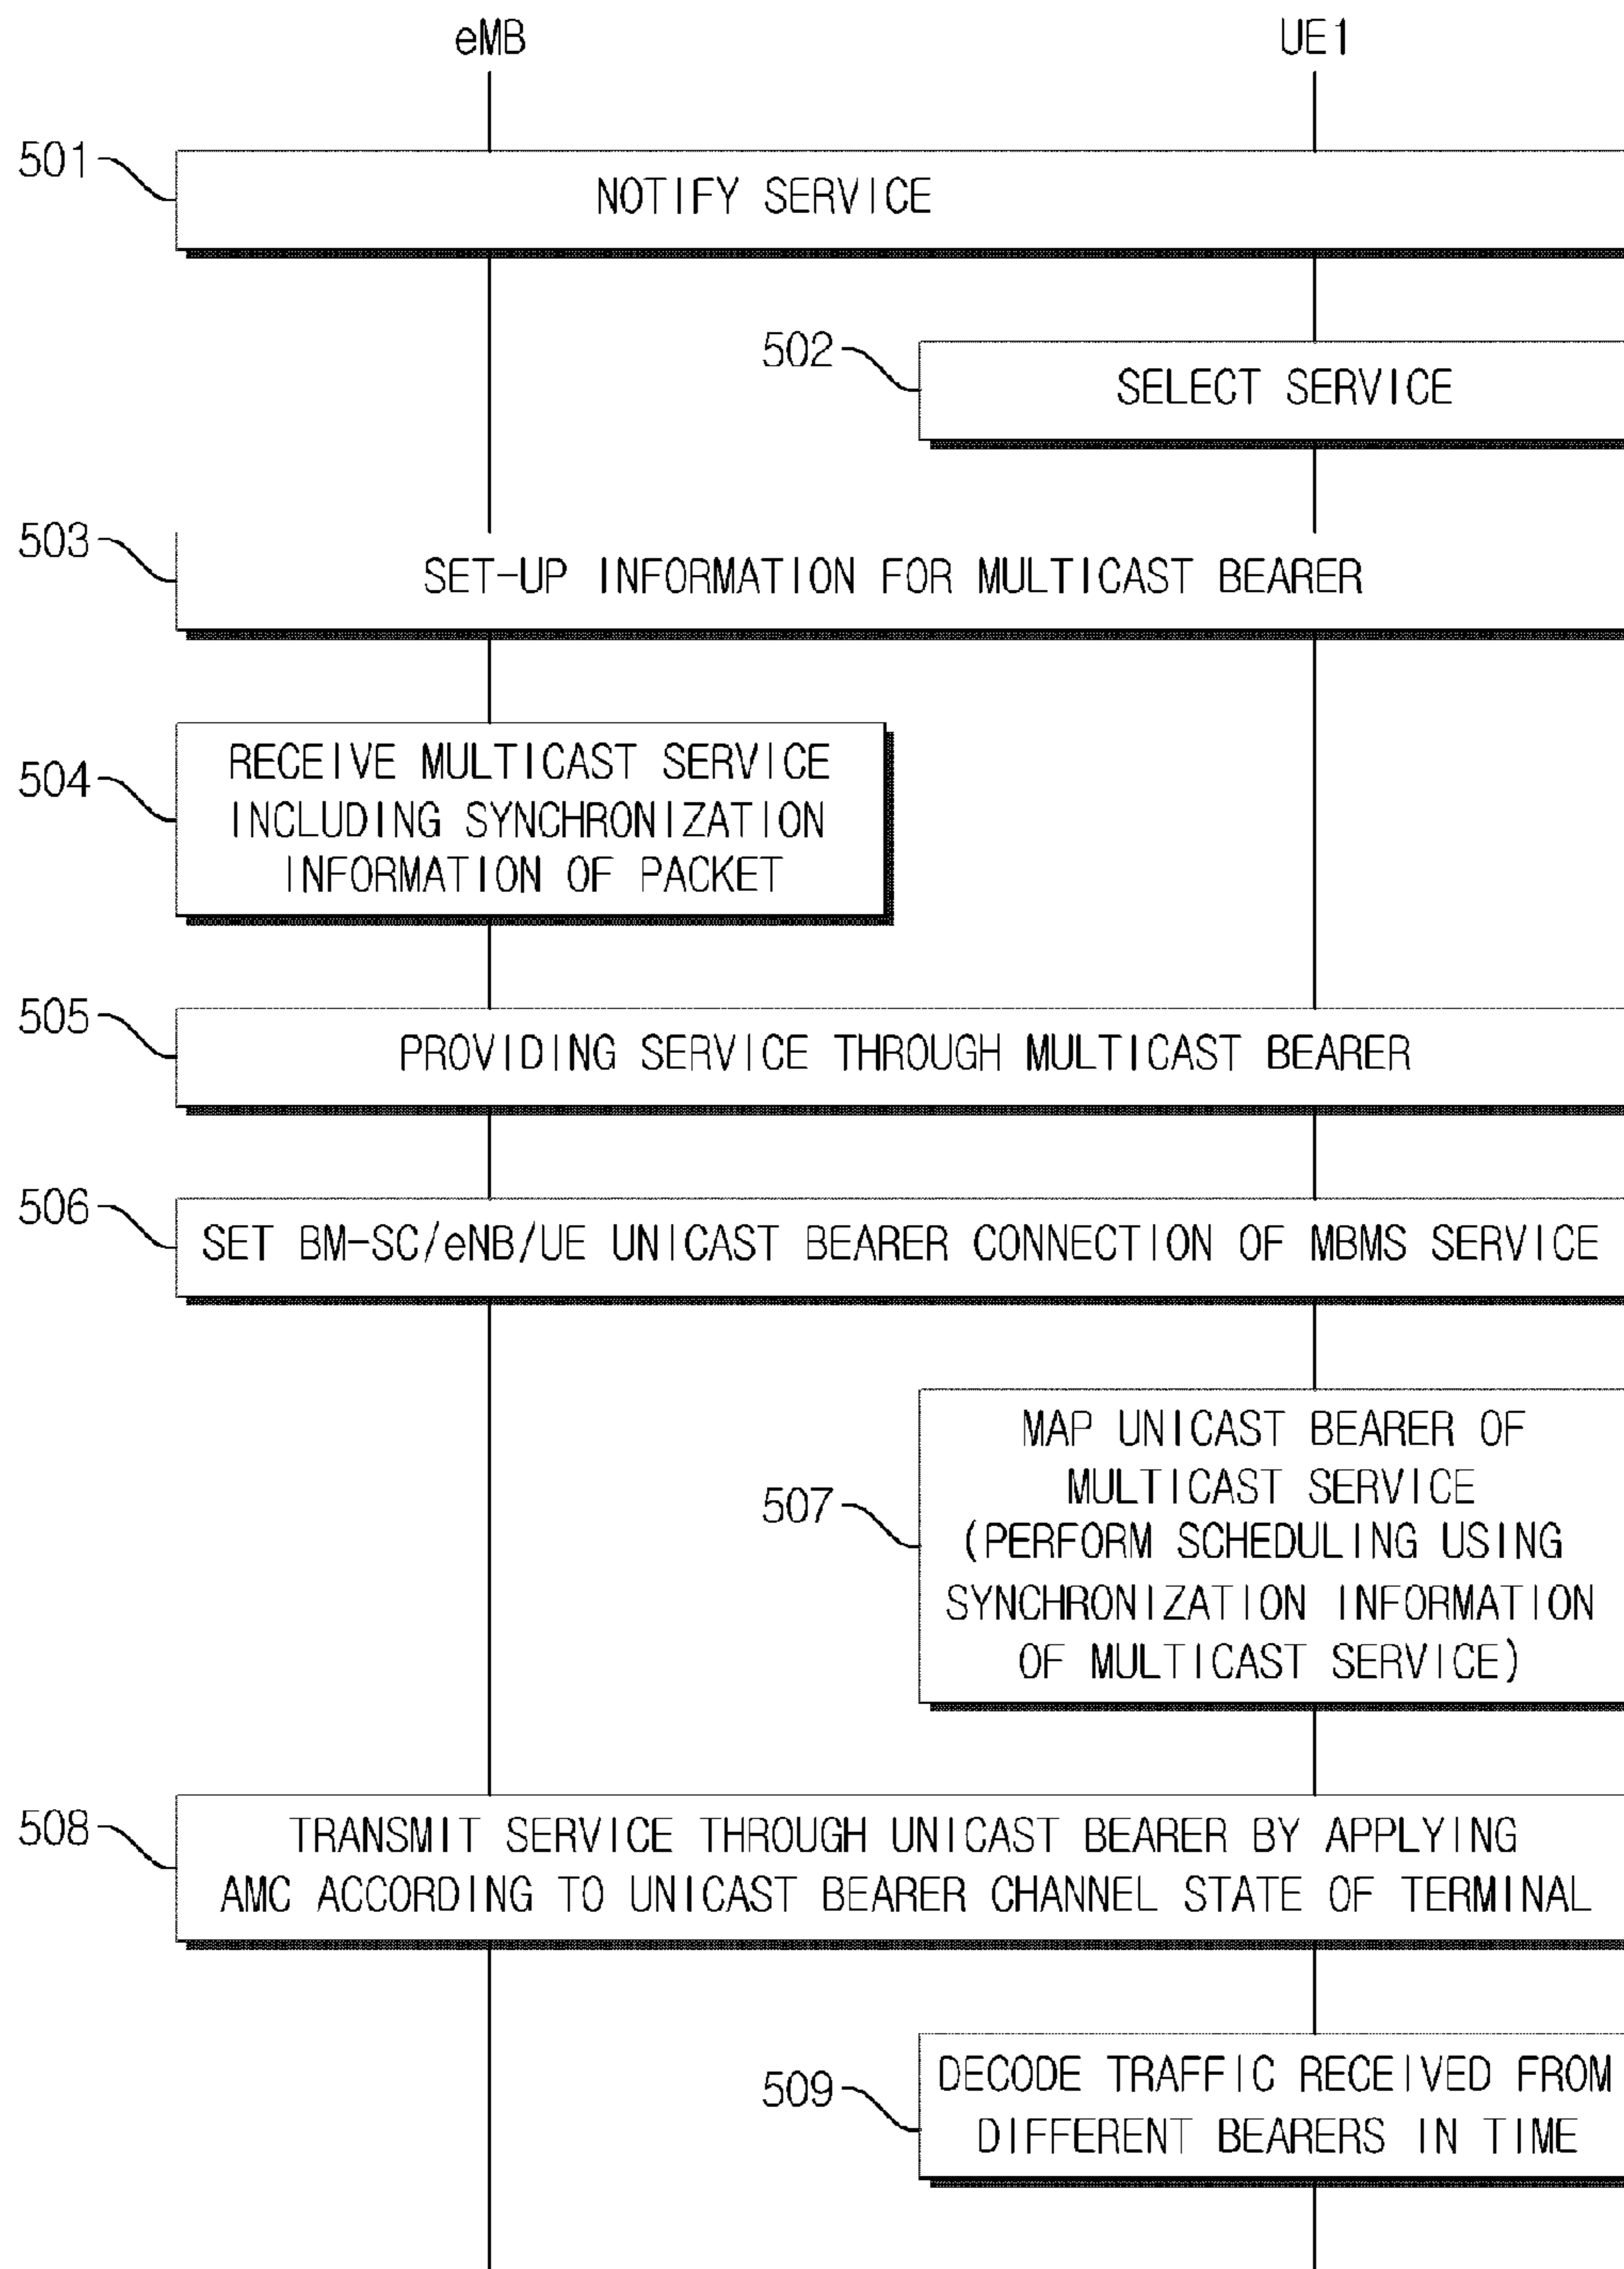 eMB
UE1
501
NOTIFY SERVICE
502
SELECT SERVICE
503
SET-UP INFORMATION FOR MULTICAST BEARER
504
RECEIVE MULTICAST SERVICE
INCLUDING SYNCHRONIZATION
INFORMATION OF PACKET
505
PROVIDING SERVICE THROUGH MULTICAST BEARER
506
SET BM-SC/eNB/UE UNICAST BEARER CONNECTION OF MBMS SERVICE
507
MAP UNICAST BEARER OF
MULTICAST SERVICE
(PERFORM SCHEDULING USING
SYNCHRONIZATION INFORMATION
OF MULTICAST SERVICE)
508
TRANSMIT SERVICE THROUGH UNICAST BEARER BY APPLYING
AMC ACCORDING TO UNICAST BEARER CHANNEL STATE OF TERMINAL
509
DECODE TRAFFIC RECEIVED FROM
DIFFERENT BEARERS IN TIME